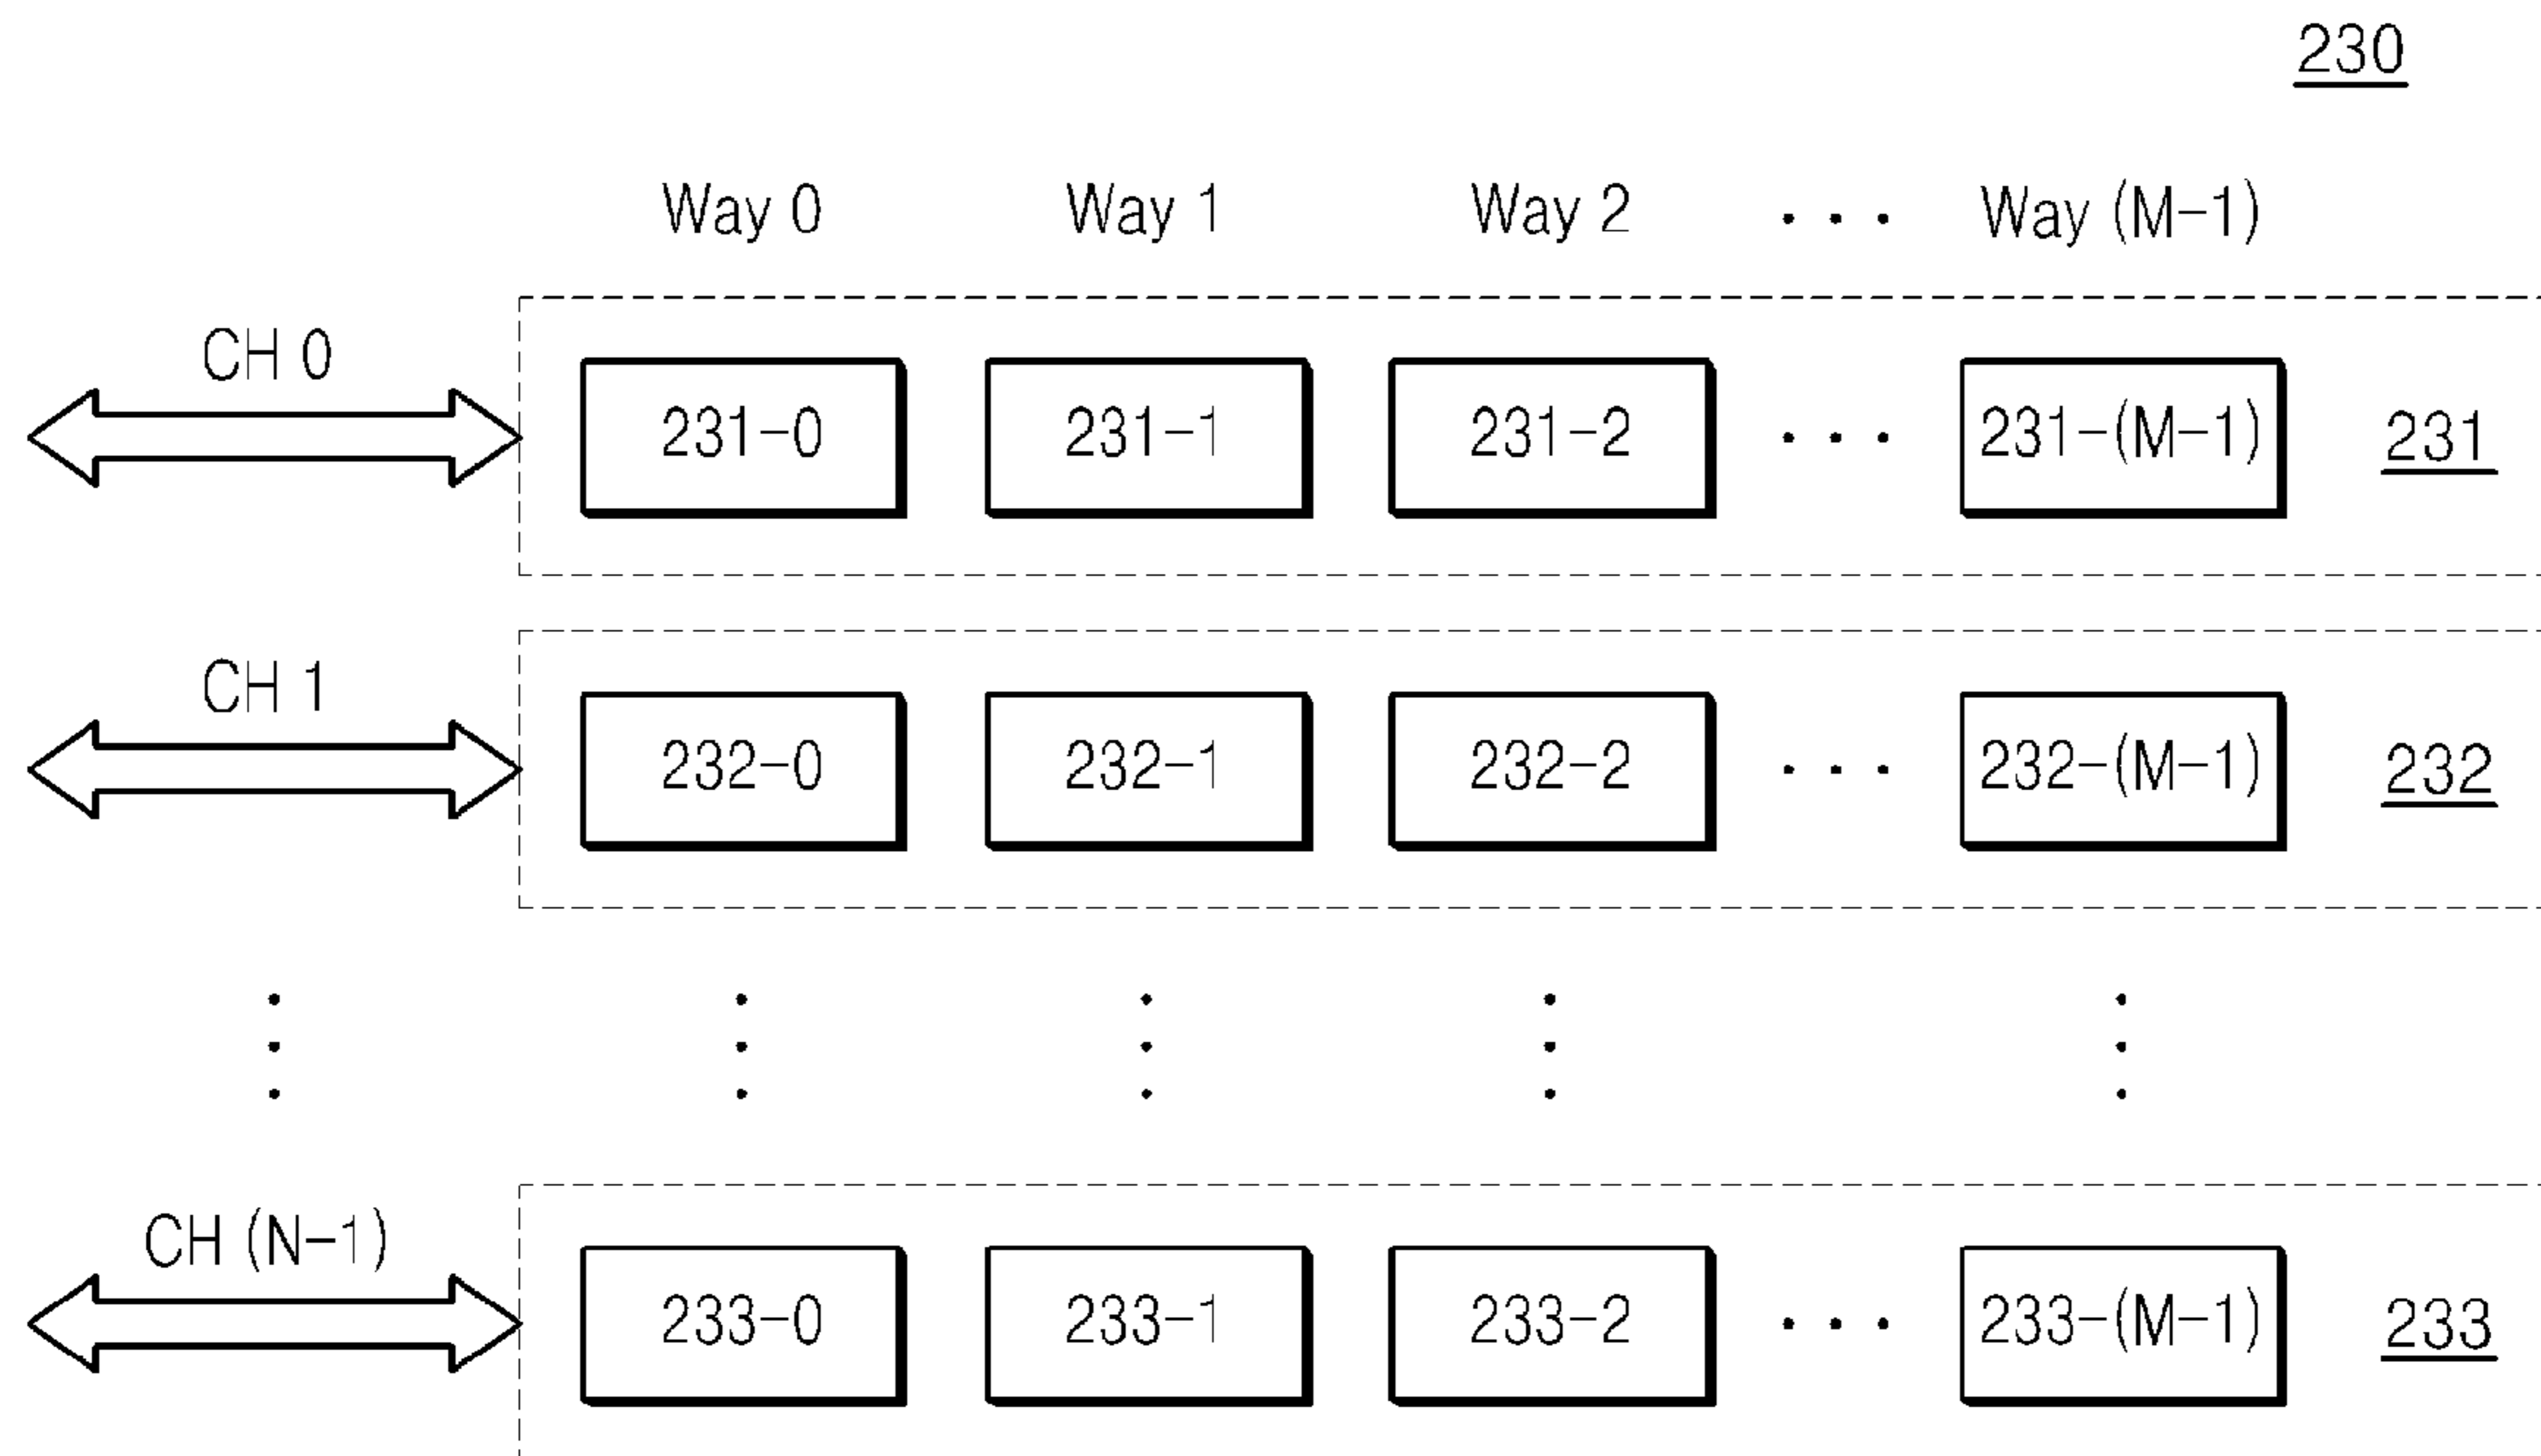 230
Way 0 Way 1 Way 2 · · · Way (M-1)
CH 0
231-0 231-1 231-2 · · · 231-(M-1) 231
CH 1
232-0 232-1 232-2 · · · 232-(M-1) 232
CH (N-1)
233-0 233-1 233-2 · · · 233-(M-1) 233